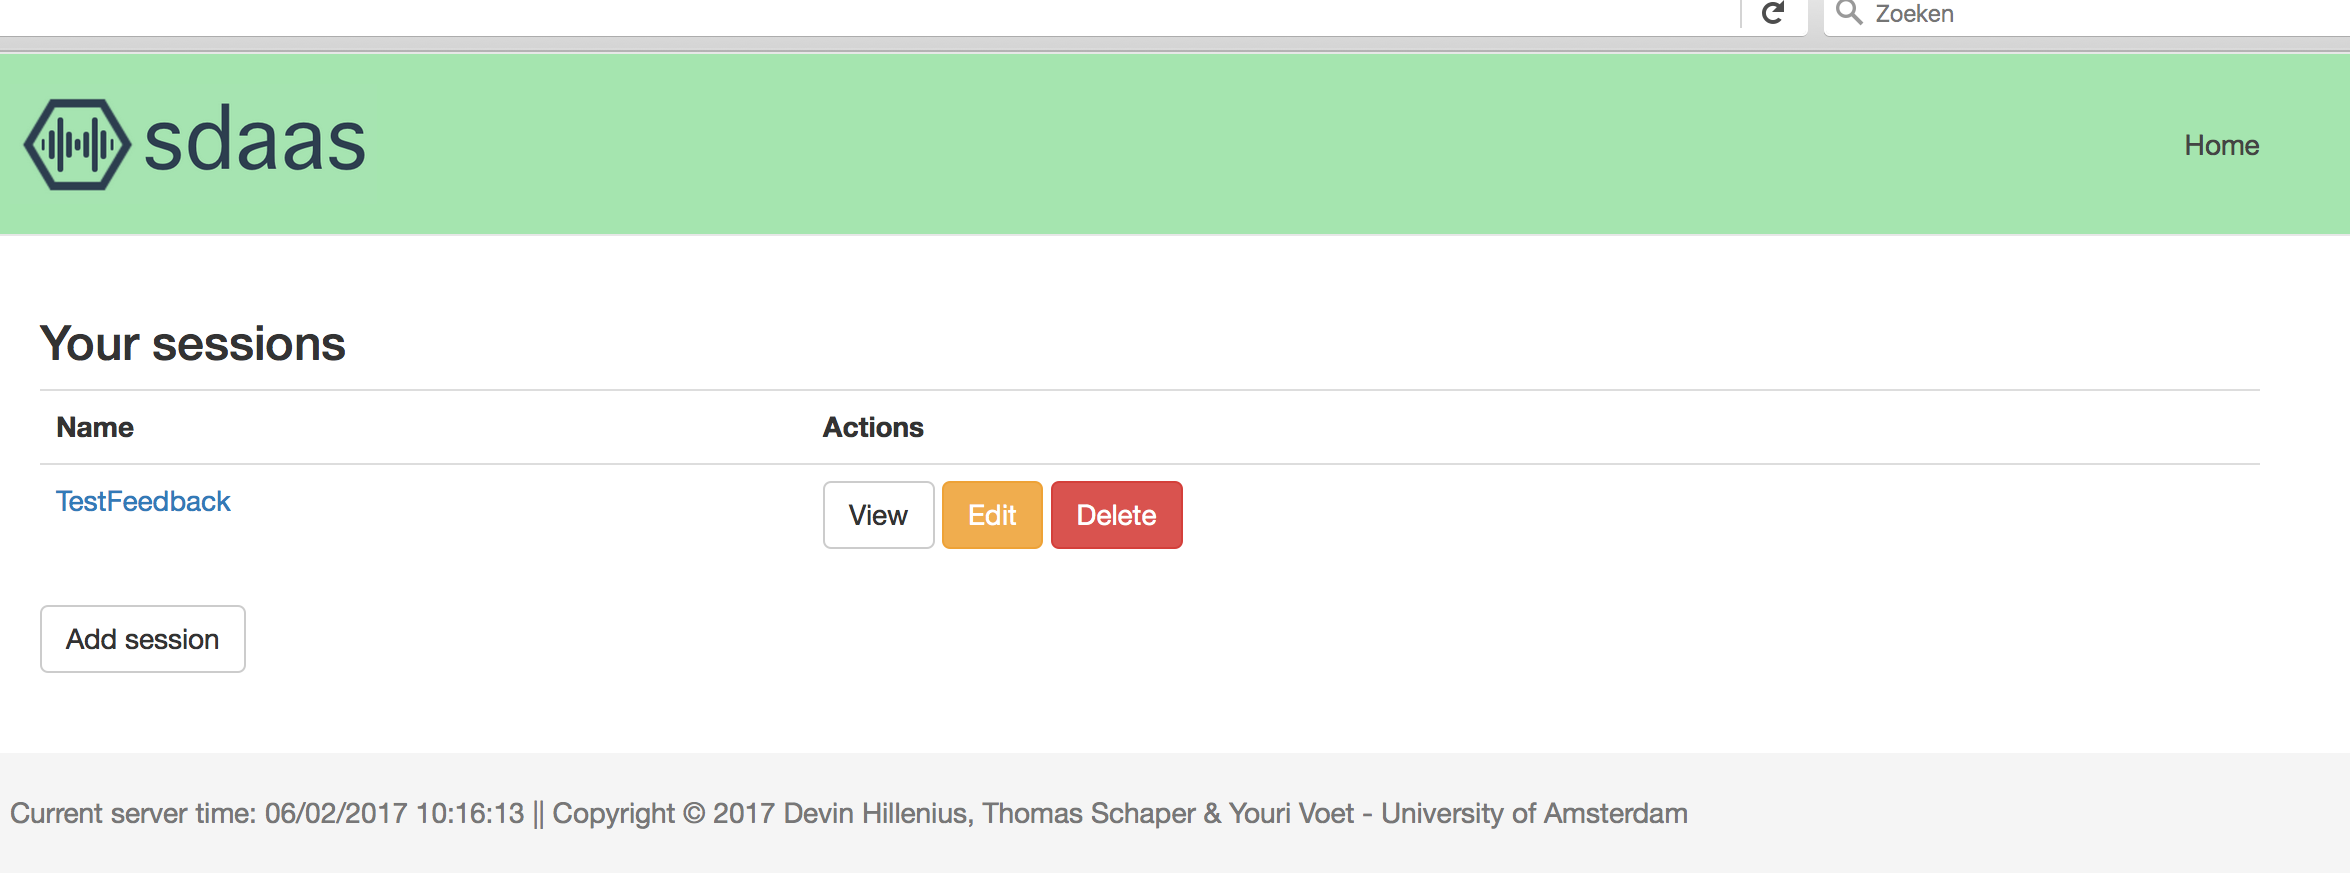 Zoeken
sdaas
Home
Your sessions
Name Actions
TestFeedback View Edit Delete
Add session
Current server time: 06/02/2017 10:16:13 || Copyright © 2017 Devin Hillenius, Thomas Schaper & Youri Voet - University of Amsterdam